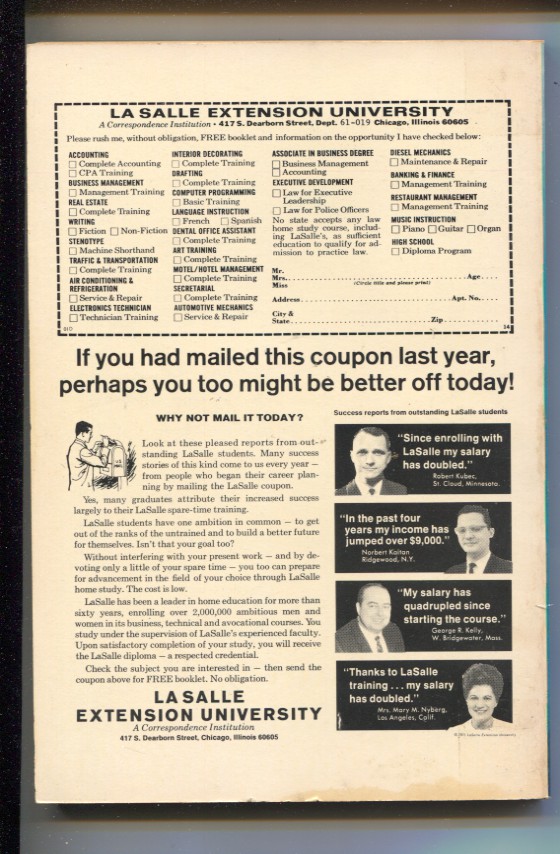 LA SALLE EXTENSION UNIVERSITY
A Correspondence Institution • 417 S. Dearborn Street, Dept. 61-019 Chicago, Illinois 60605
Please rush me, without obligation, FREE booklet and information on the opportunity I have checked below:
ACCOUNTING
Complete Accounting
CPA Training
BUSINESS MANAGEMENT
Management Training
REAL ESTATE
Complete Training
WRITING
Fiction Non-Fiction
STENOTYPE
Machine Shorthand
TRAFFIC & TRANSPORTATION
Complete Training
AIR CONDITIONING &
REFRIGERATION
Service & Repair
ELECTRONICS TECHNICIAN
Technician Training
INTERIOR DECORATING
Complete Training
DRAFTING
Complete Training
COMPUTER PROGRAMMING
Basic Training
LANGUAGE INSTRUCTION
French Spanish
DENTAL OFFICE ASSISTANT
Complete Training
ART TRAINING
Complete Training
MOTEL/HOTEL MANAGEMENT
Complete Training
SECRETARIAL
Complete Training
AUTOMOTIVE MECHANICS
Service & Repair
ASSOCIATE IN BUSINESS DEGREE
Business Management
Accounting
EXECUTIVE DEVELOPMENT
Law for Executive
Leadership
Law for Police Officers
No state accepts any law
home study course, includ-
ing LaSalle's, as sufficient
education to qualify for ad-
mission to practice law.
DIESEL MECHANICS
Maintenance & Repair
BANKING & FINANCE
Management Training
RESTAURANT MANAGEMENT
Management Training
MUSIC INSTRUCTION
Piano Guitar Organ
HIGH SCHOOL
Diploma Program
Mr.
Mrs. Age
Miss (Circle title and please print)
Address Apt. No.
City &
State Zip
14
If you had mailed this coupon last year,
perhaps you too might be better off today!
WHY NOT MAIL IT TODAY?
Look at these pleased reports from out-
standing LaSalle students. Many success
stories of this kind come to us every year —
from people who began their career plan-
ning by mailing the LaSalle coupon.
Yes, many graduates attribute their increased success
largely to their LaSalle spare-time training.
LaSalle students have one ambition in common — to get
out of the ranks of the untrained and to build a better future
for themselves. Isn't that your goal too?
Without interfering with your present work — and by de-
voting only a little of your spare time — you too can prepare
for advancement in the field of your choice through LaSalle
home study. The cost is low.
LaSalle has been a leader in home education for more than
sixty years, enrolling over 2,000,000 ambitious men and
women in its business, technical and avocational courses. You
study under the supervision of LaSalle's experienced faculty.
Upon satisfactory completion of your study, you will receive
the LaSalle diploma — a respected credential.
Check the subject you are interested in — then send the
coupon above for FREE booklet. No obligation.
LA SALLE
EXTENSION UNIVERSITY
A Correspondence Institution
417 S. Dearborn Street, Chicago, Illinois 60605
Success reports from outstanding LaSalle students
"Since enrolling with
LaSalle my salary
has doubled."
Robert Kubec,
St. Cloud, Minnesota.
"In the past four
years my income has
jumped over $9,000."
Norbert Kaitan
Ridgewood, N.Y.
"My salary has
quadrupled since
starting the course."
George R. Kelly,
W. Bridgewater, Mass.
"Thanks to LaSalle
training . . . my salary
has doubled."
Mrs. Mary M. Nyberg,
Los Angeles, Calif.